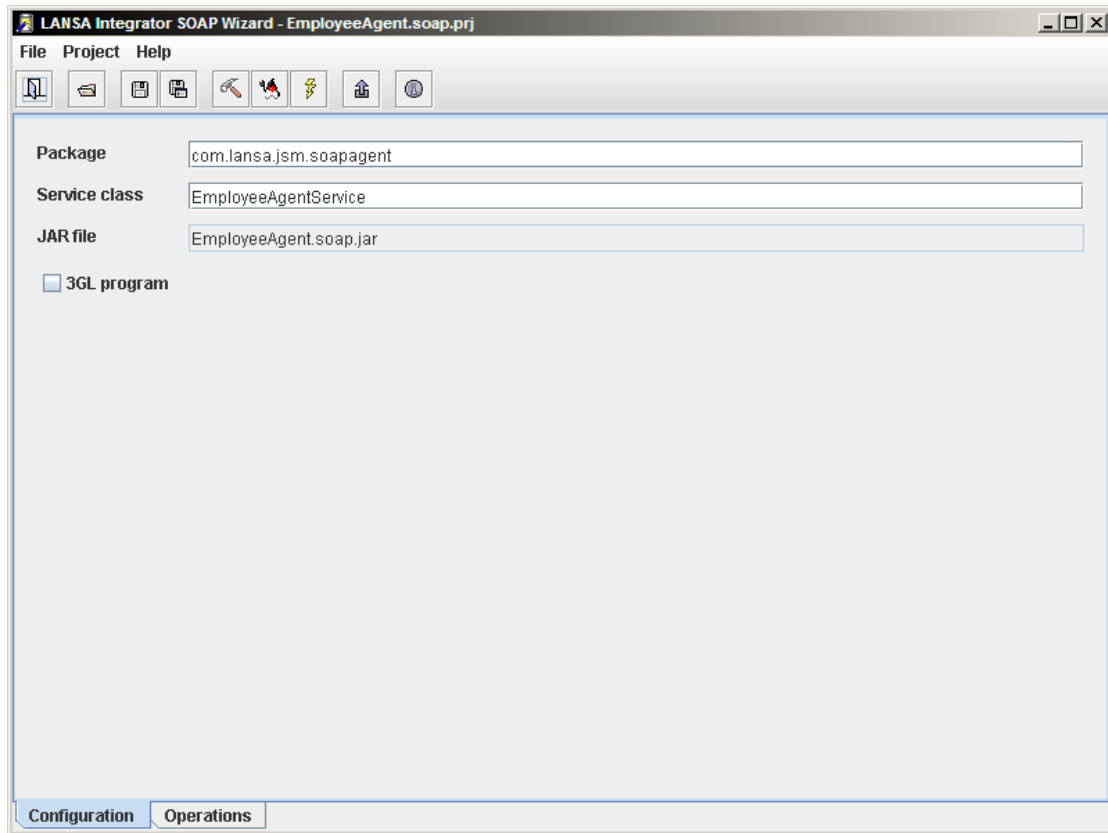 LANSA Integrator SOAP Wizard - EmployeeAgent.soap.prj
File Project Help
Package com.lansa.jsm.soapagent
Service class EmployeeAgentService
JAR file EmployeeAgent.soap.jar
3GL program
Configuration Operations